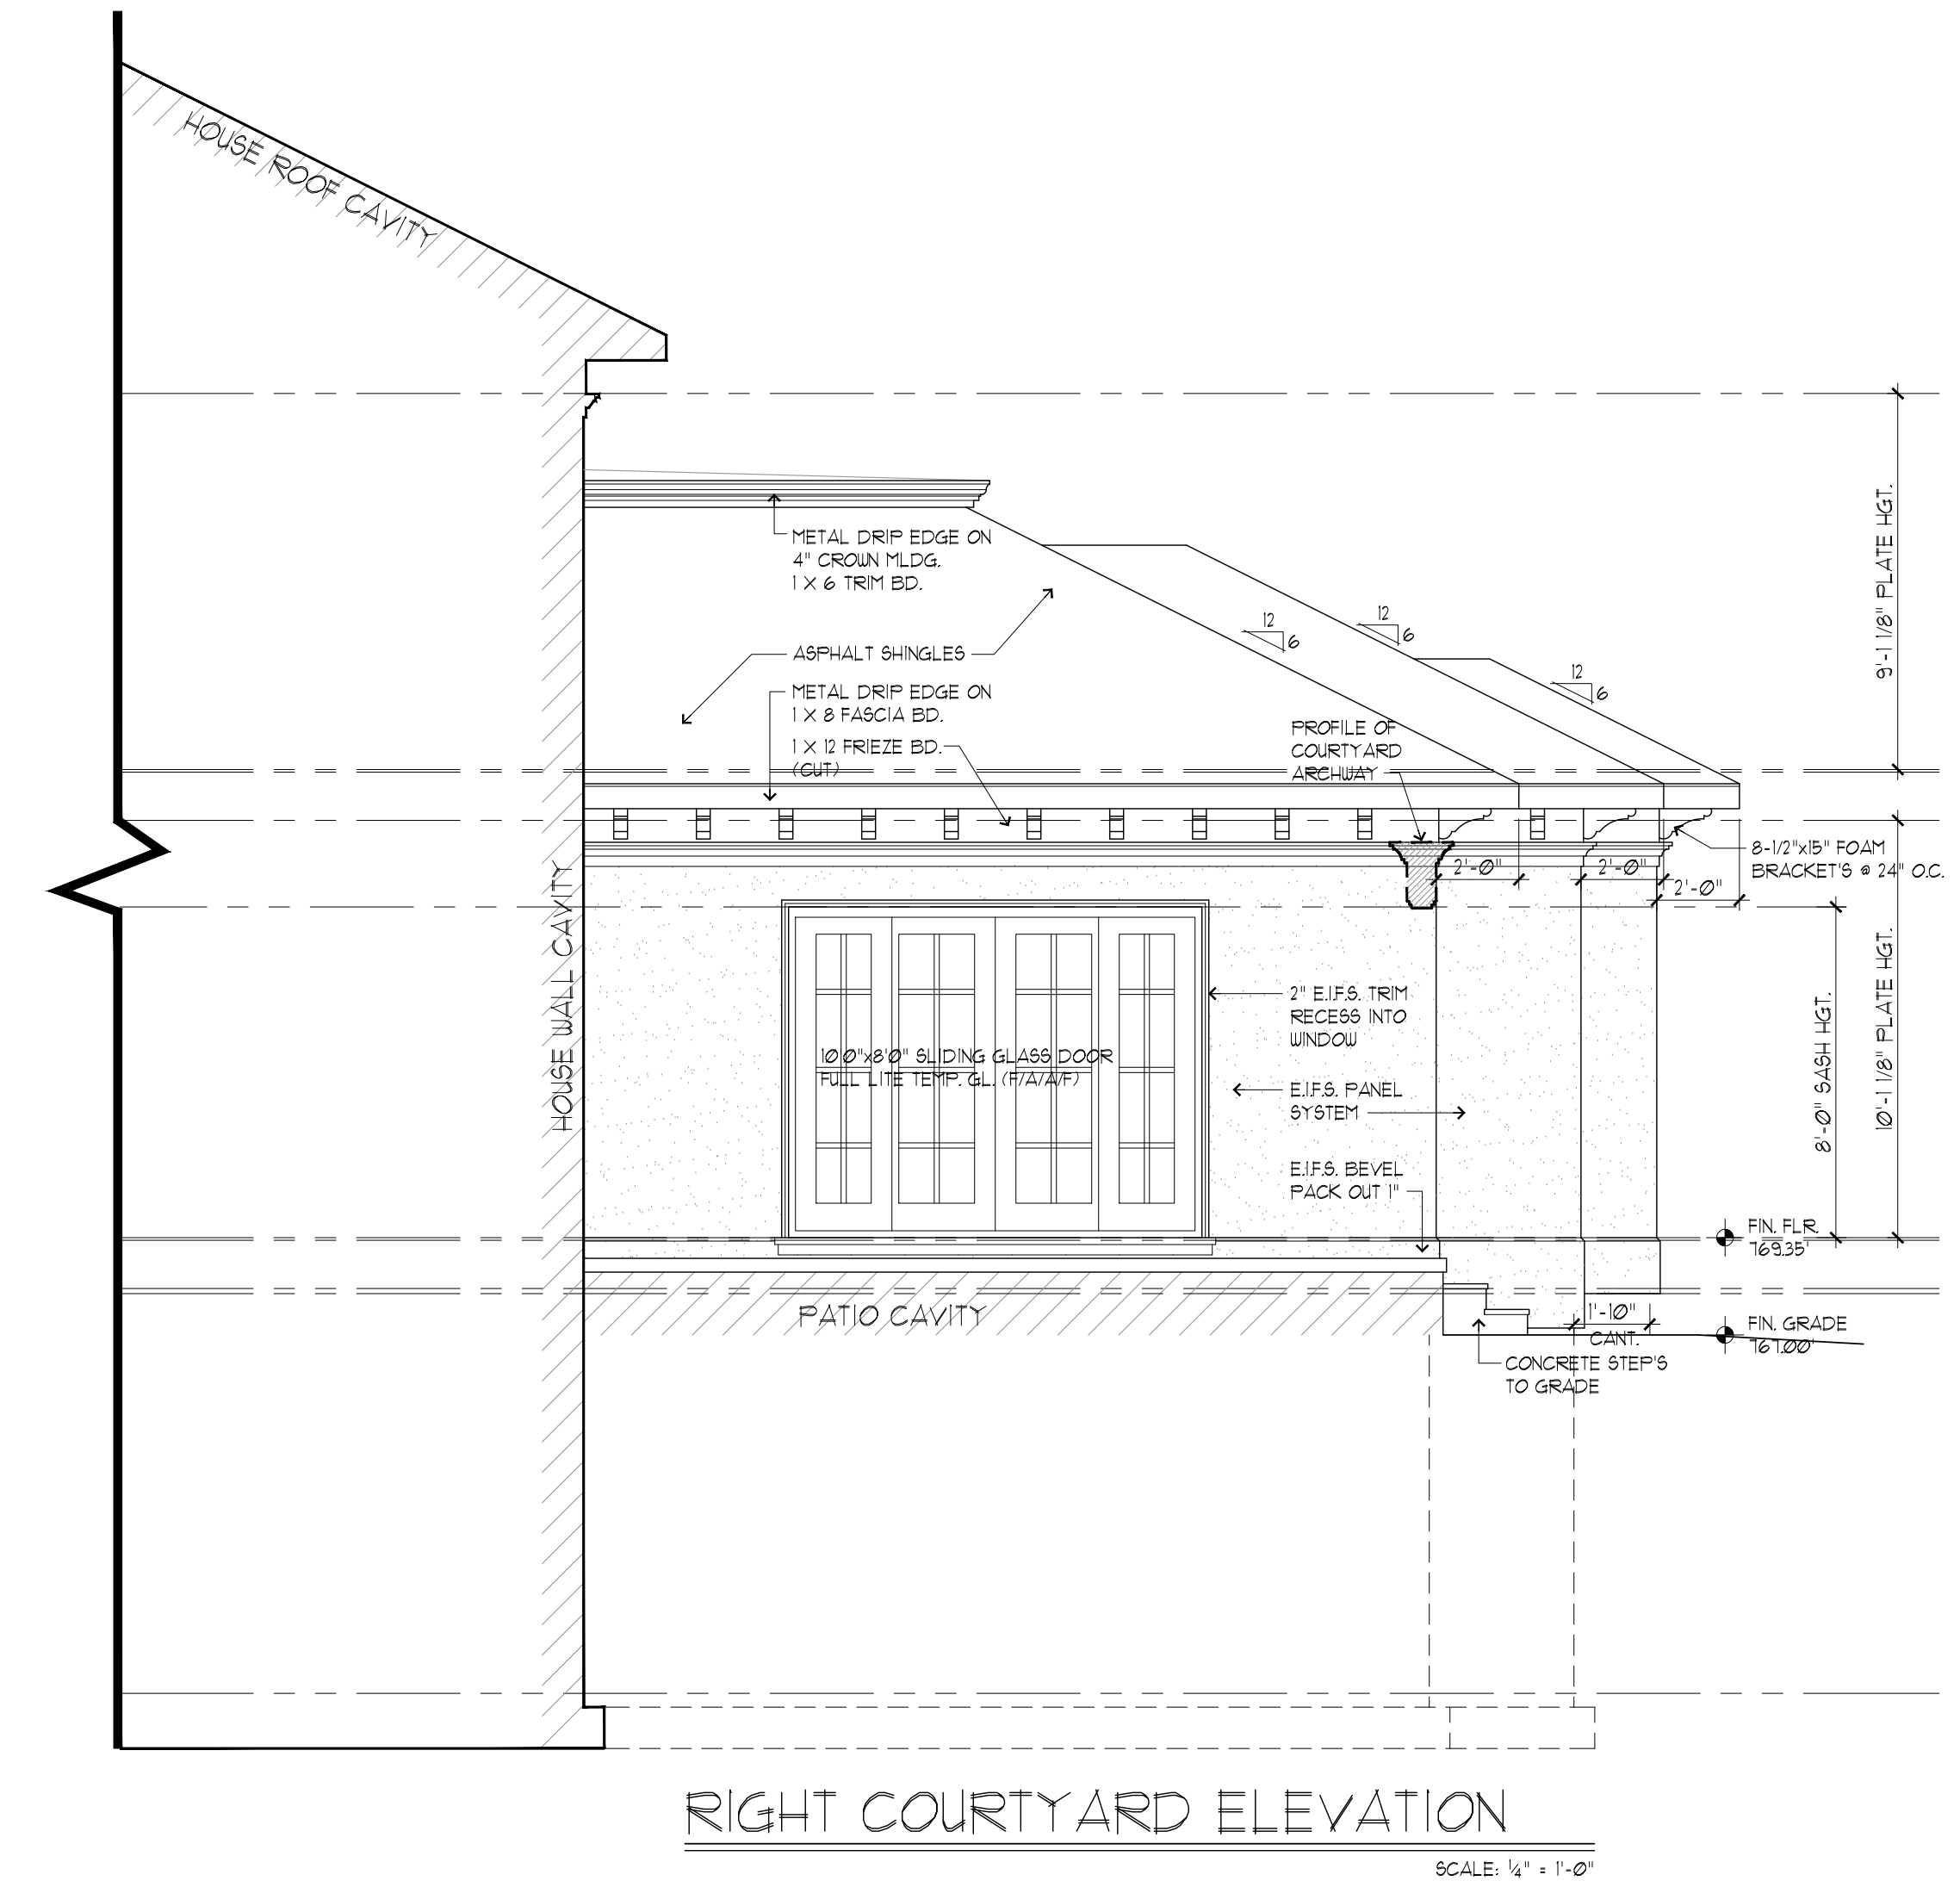 HOUSE ROOF CAVITY
METAL DRIP EDGE ON
4" CROWN MLDG.
1 X 6 TRIM BD.
ASPHALT SHINGLES
METAL DRIP EDGE ON
1 X 8 FASCIA BD.
1 X 12 FRIEZE BD.
(CUT)
12
6
12
6
12
6
PROFILE OF
COURTYARD
ARCHWAY
9'-1 1/8" PLATE HGT.
8-1/2"x15" FOAM
BRACKET'S @ 24" O.C.
2'-0"
2'-0"
2'-0"
HOUSE WALL CAVITY
10'0"x8'0" SLIDING GLASS DOOR
FULL LITE TEMP. GL. (F/A/A/F)
2" E.I.F.S. TRIM
RECESS INTO
WINDOW
E.I.F.S. PANEL
SYSTEM
E.I.F.S. BEVEL
PACK OUT 1"
8'-0" SASH HGT.
10'-1 1/8" PLATE HGT.
FIN. FLR.
769.35'
PATIO CAVITY
1'-10"
CANT.
FIN. GRADE
767.00'
CONCRETE STEP'S
TO GRADE
RIGHT COURTYARD ELEVATION
SCALE: 1/4" = 1'-0"